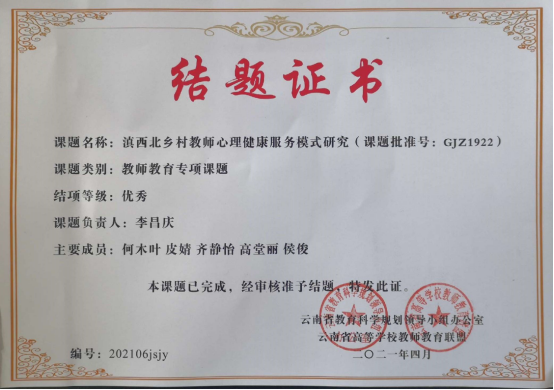 结题证书
课题名称：滇西北乡村教师心理健康服务模式研究（课题批准号：GJZ1922）
课题类别：教师教育专项课题
结项等级：优秀
课题负责人：李昌庆
主要成员：何木叶 皮婧 齐静怡 高堂丽 侯俊
本课题已完成，经审核准予结题，特发此证。
云南省教育科学规划领导小组办公室
云南省高等学校教师教育联盟
编号：202106jsjy
二〇二一年四月